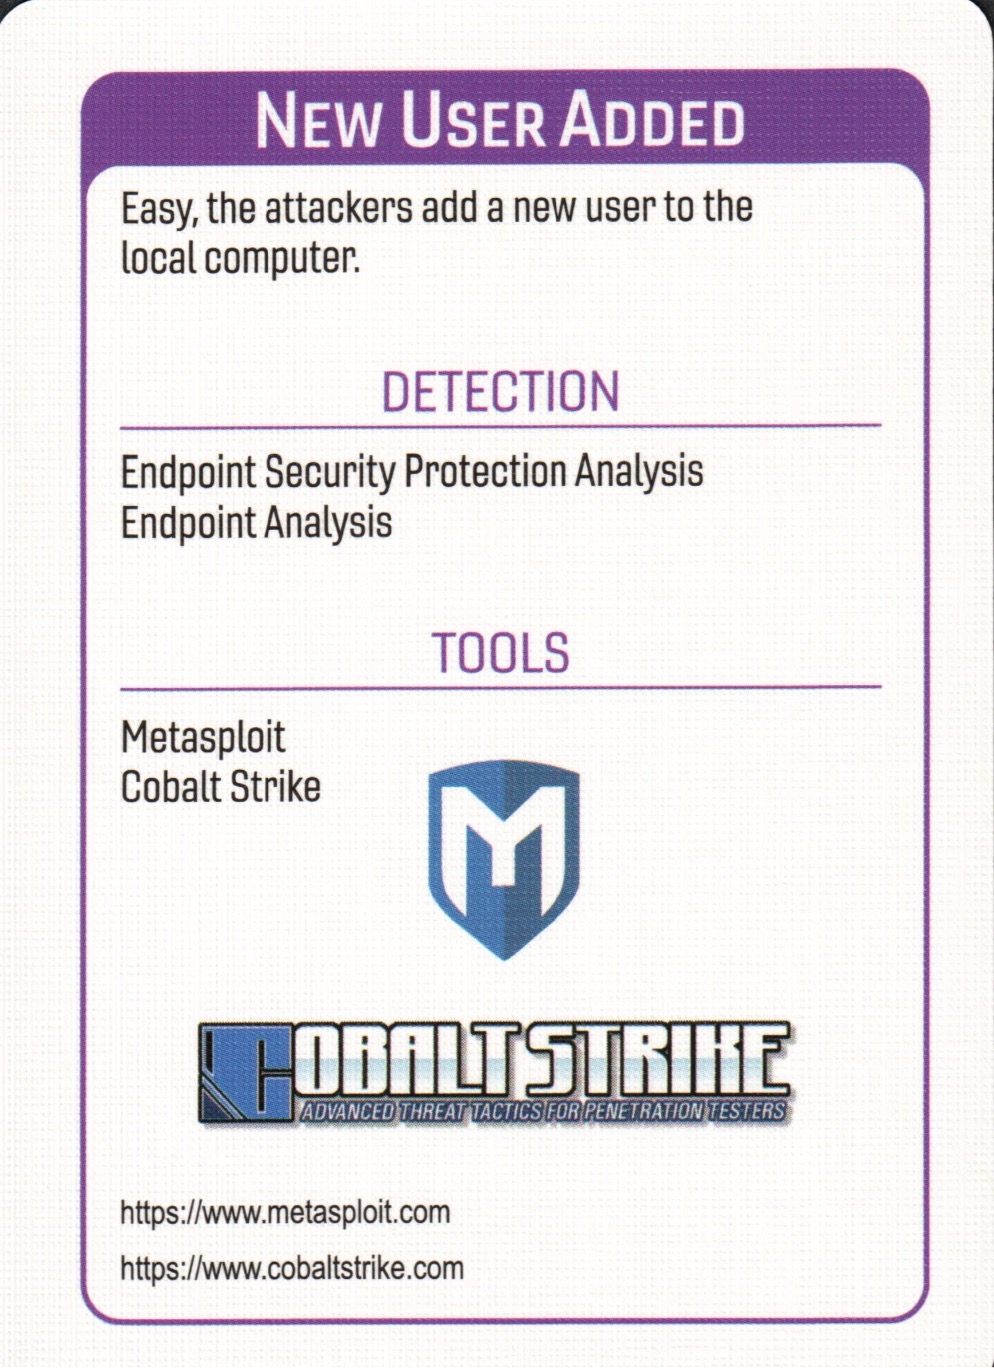 NEW USER ADDED
Easy, the attackers add a new user to the
local computer.
DETECTION
Endpoint Security Protection Analysis
Endpoint Analysis
TOOLS
Metasploit
Cobalt Strike
M
COBALT STRIKE
ADVANCED THREAT TACTICS FOR PENETRATION TESTERS
https://www.metasploit.com
https://www.cobaltstrike.com